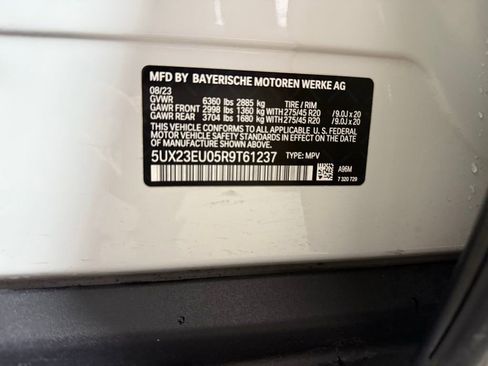 MFD BY BAYERISCHE MOTOREN WERKE AG
08/23
GVWR 6360 lbs 2885 kg TIRE / RIM
GAWR FRONT 2998 lbs 1360 kg WITH 275/45 R20 /9.0J x 20
GAWR REAR 3704 lbs 1680 kg WITH 275/45 R20 /9.0J x 20
THIS VEHICLE CONFORMS TO ALL APPLICABLE U.S. FEDERAL
MOTOR VEHICLE SAFETY STANDARDS IN EFFECT ON THE DATE
OF MANUFACTURE SHOWN ABOVE.
5UX23EU05R9T61237 TYPE: MPV
A96M
7 320 729